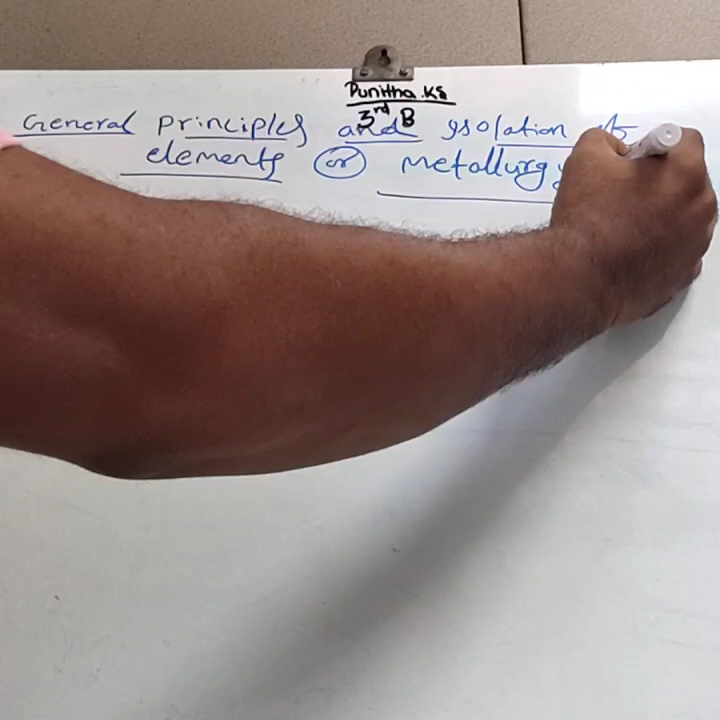 Punitha.KS
3rd B
General principles and Isolation of
elements or metallurgy